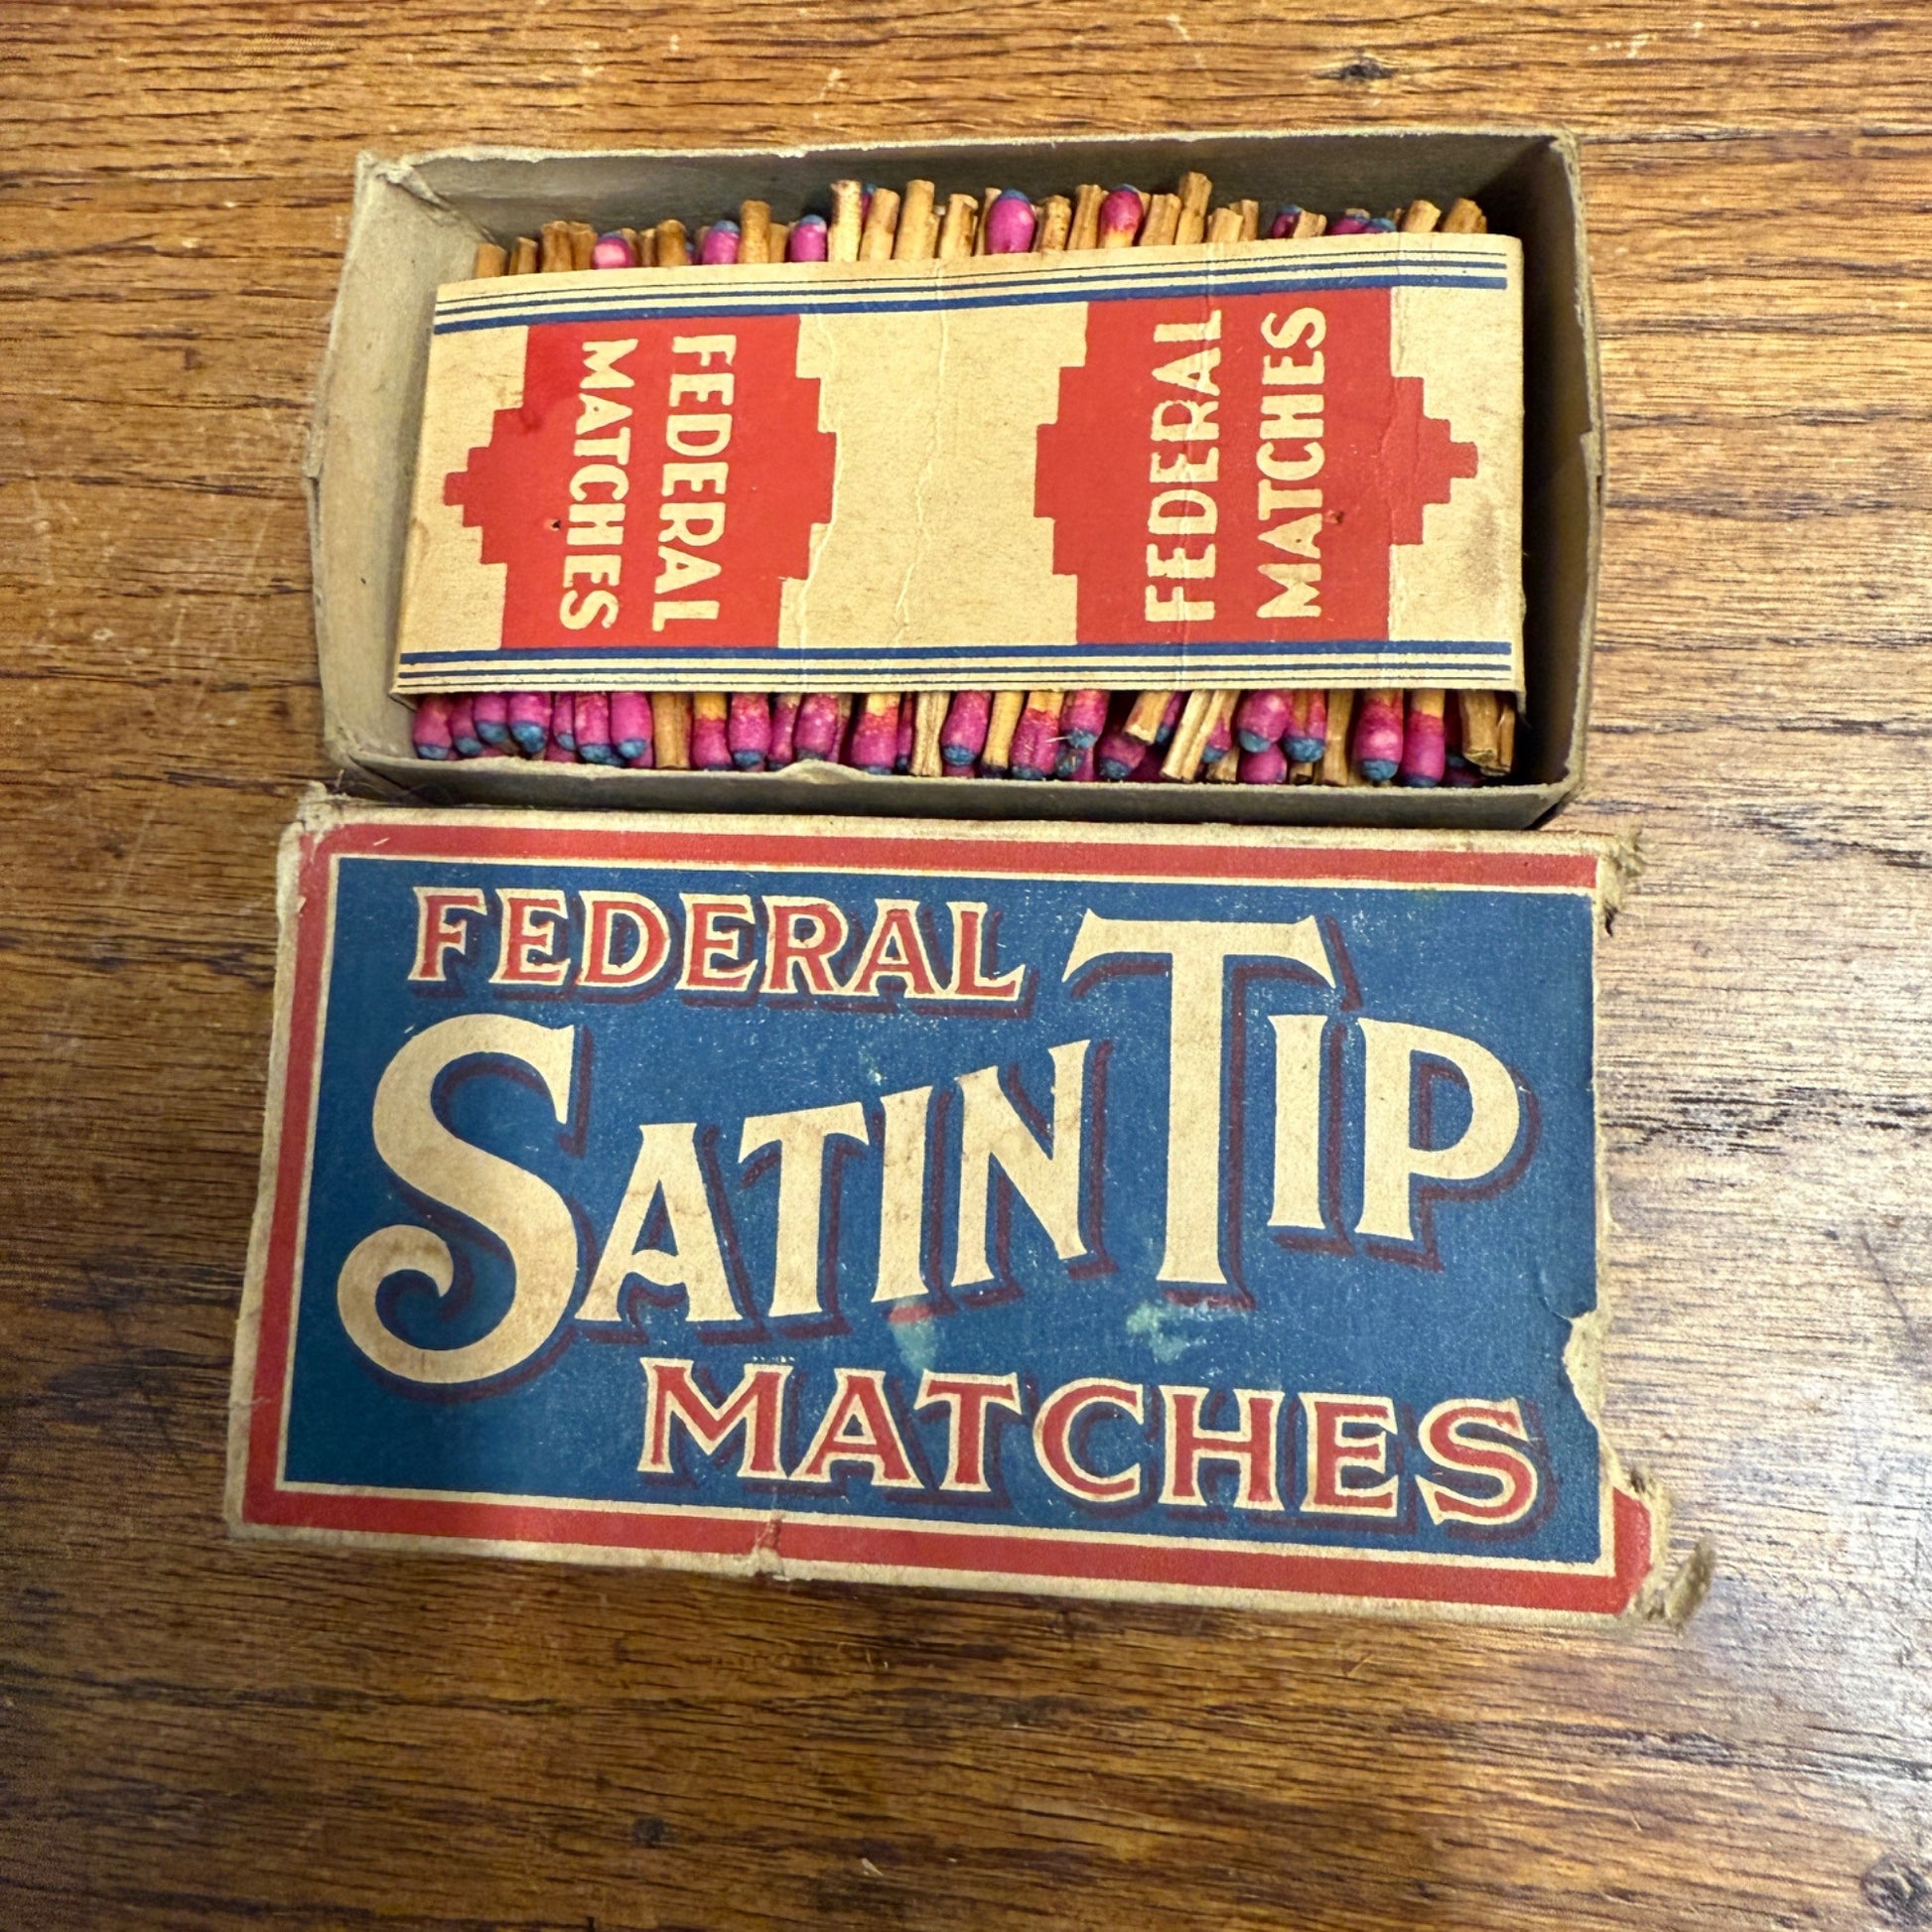 FEDERAL
MATCHES
FEDERAL
MATCHES
FEDERAL
SATIN TIP
MATCHES